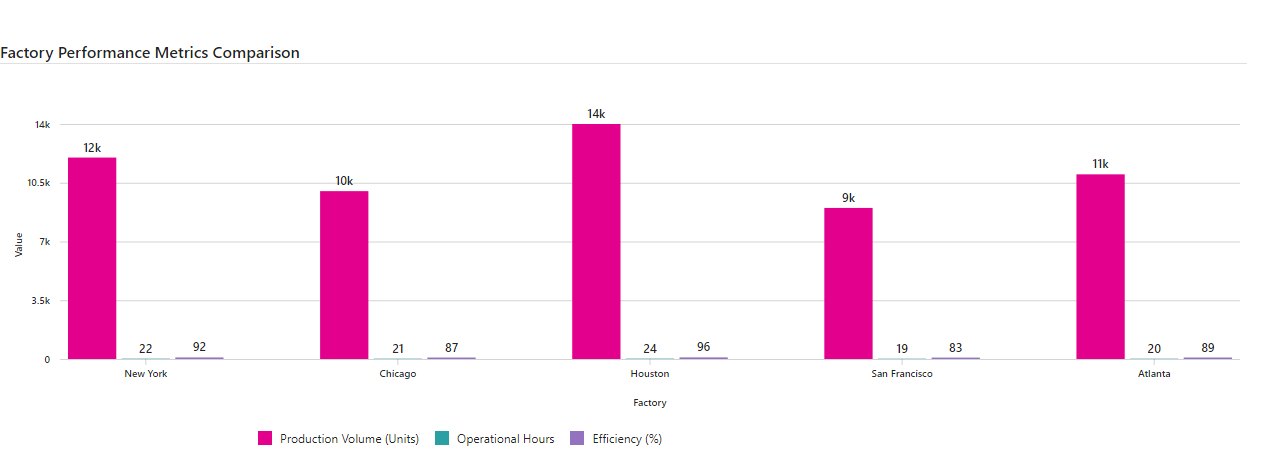 Factory Performance Metrics Comparison
14k
12k
14k
10k
11k
10.5k
9k
Value
7k
3.5k
22 92 21 87 24 96 19 83 20 89
0
New York Chicago Houston San Francisco Atlanta
Factory
Production Volume (Units) Operational Hours Efficiency (%)